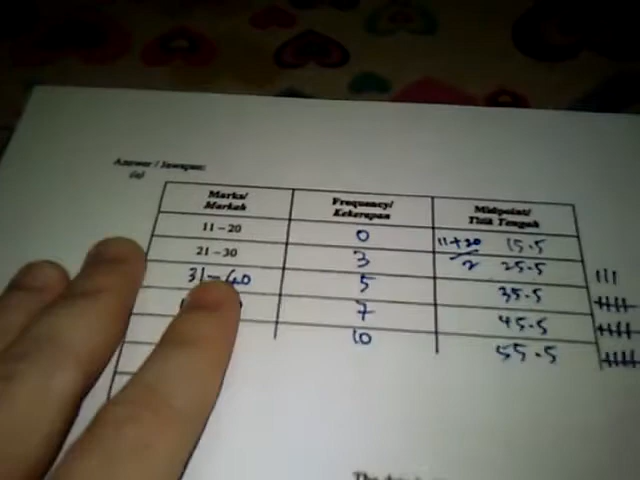 Answer / Jawapan:
(a)
Marks/ Frequency/ Midpoint/
Markah Kekerapan Titik Tengah
11 – 20 0 11+20/2 15.5
21 – 30 3 25.5
31 – 40 5 35.5
7 45.5
10 55.5